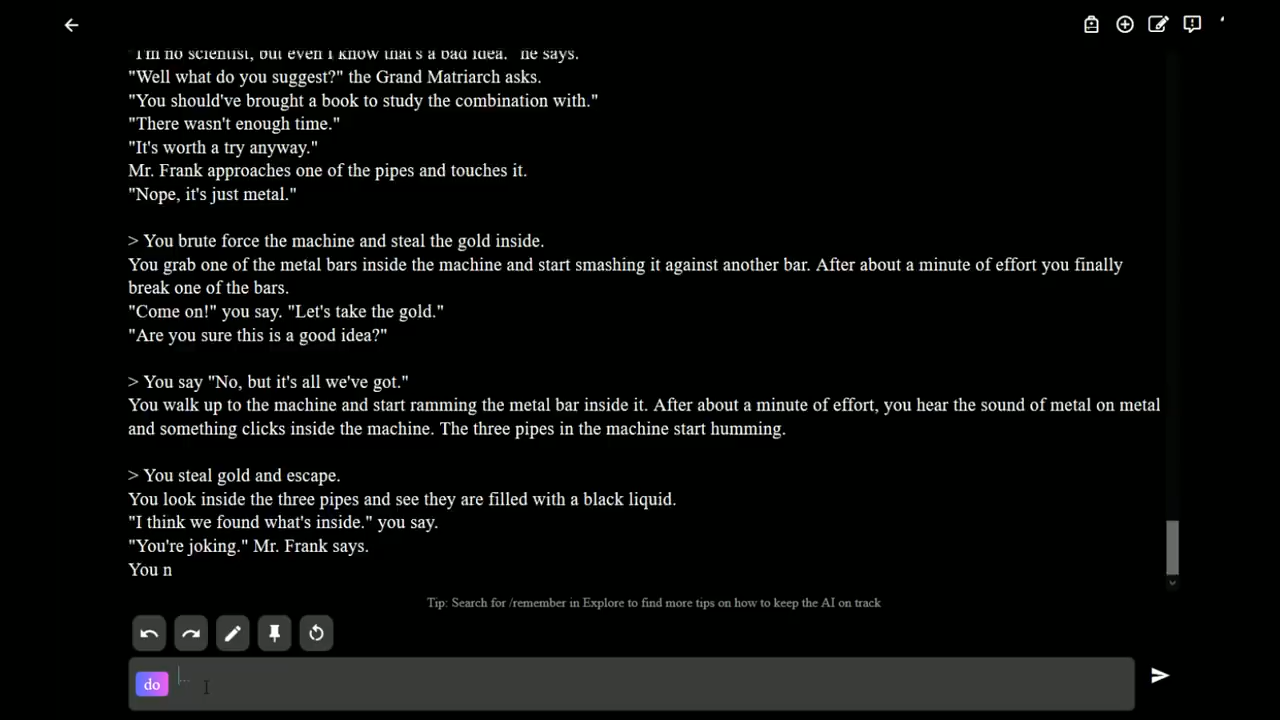 "I'm no scientist, but even I know that's a bad idea." he says.
"Well what do you suggest?" the Grand Matriarch asks.
"You should've brought a book to study the combination with."
"There wasn't enough time."
"It's worth a try anyway."
Mr. Frank approaches one of the pipes and touches it.
"Nope, it's just metal."
> You brute force the machine and steal the gold inside.
You grab one of the metal bars inside the machine and start smashing it against another bar. After about a minute of effort you finally
break one of the bars.
"Come on!" you say. "Let's take the gold."
"Are you sure this is a good idea?"
> You say "No, but it's all we've got."
You walk up to the machine and start ramming the metal bar inside it. After about a minute of effort, you hear the sound of metal on metal
and something clicks inside the machine. The three pipes in the machine start humming.
> You steal gold and escape.
You look inside the three pipes and see they are filled with a black liquid.
"I think we found what's inside." you say.
"You're joking." Mr. Frank says.
You n
Tip: Search for /remember in Explore to find more tips on how to keep the AI on track
do ...